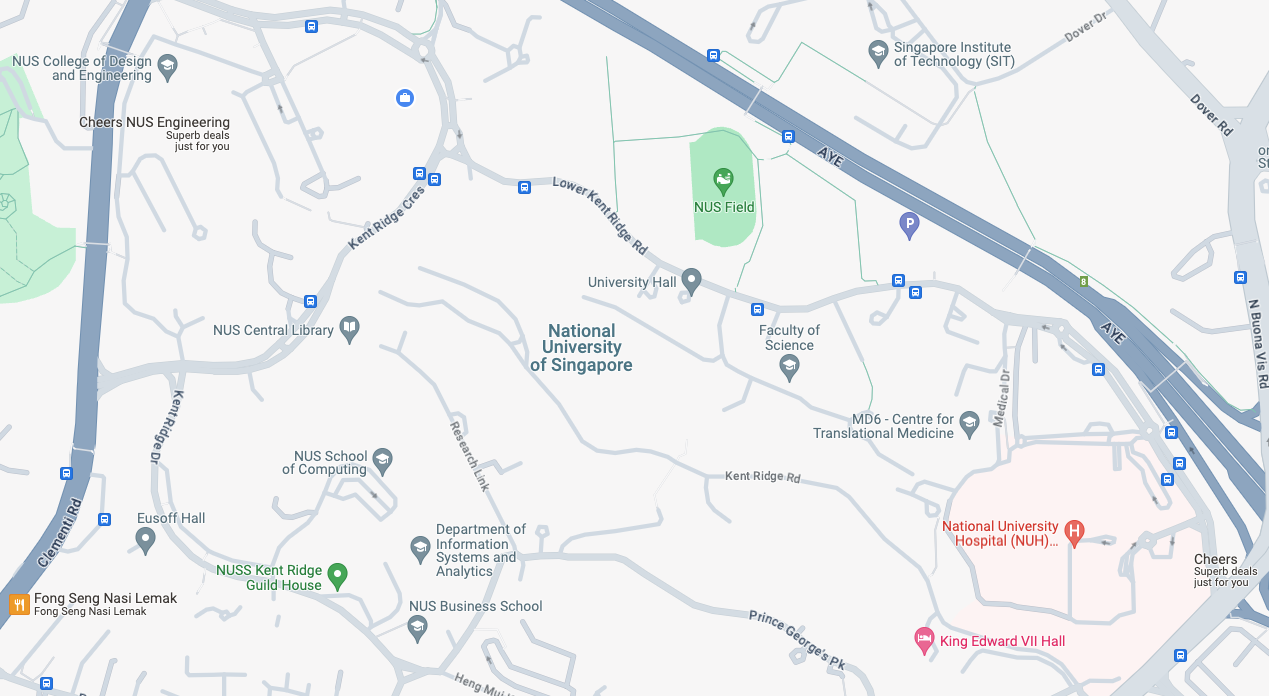 Dover Dr
NUS College of Design
and Engineering
Singapore Institute
of Technology (SIT)
Dover Rd
Cheers NUS Engineering
Superb deals
just for you
AYE
Lower Kent Ridge Rd
NUS Field
P
Kent Ridge Cres
University Hall
8
NUS Central Library
National
University
of Singapore
Faculty of
Science
AYE
N Buona Vis Rd
Medical Dr
Kent Ridge Dr
MD6 - Centre for
Translational Medicine
Research Link
NUS School
of Computing
Kent Ridge Rd
Clementi Rd
Eusoff Hall
Department of
Information
Systems and
Analytics
National University
Hospital (NUH)...
H
Cheers
Superb deals
just for you
NUSS Kent Ridge
Guild House
Fong Seng Nasi Lemak
Fong Seng Nasi Lemak
NUS Business School
Prince George's Pk
King Edward VII Hall
Heng Mui